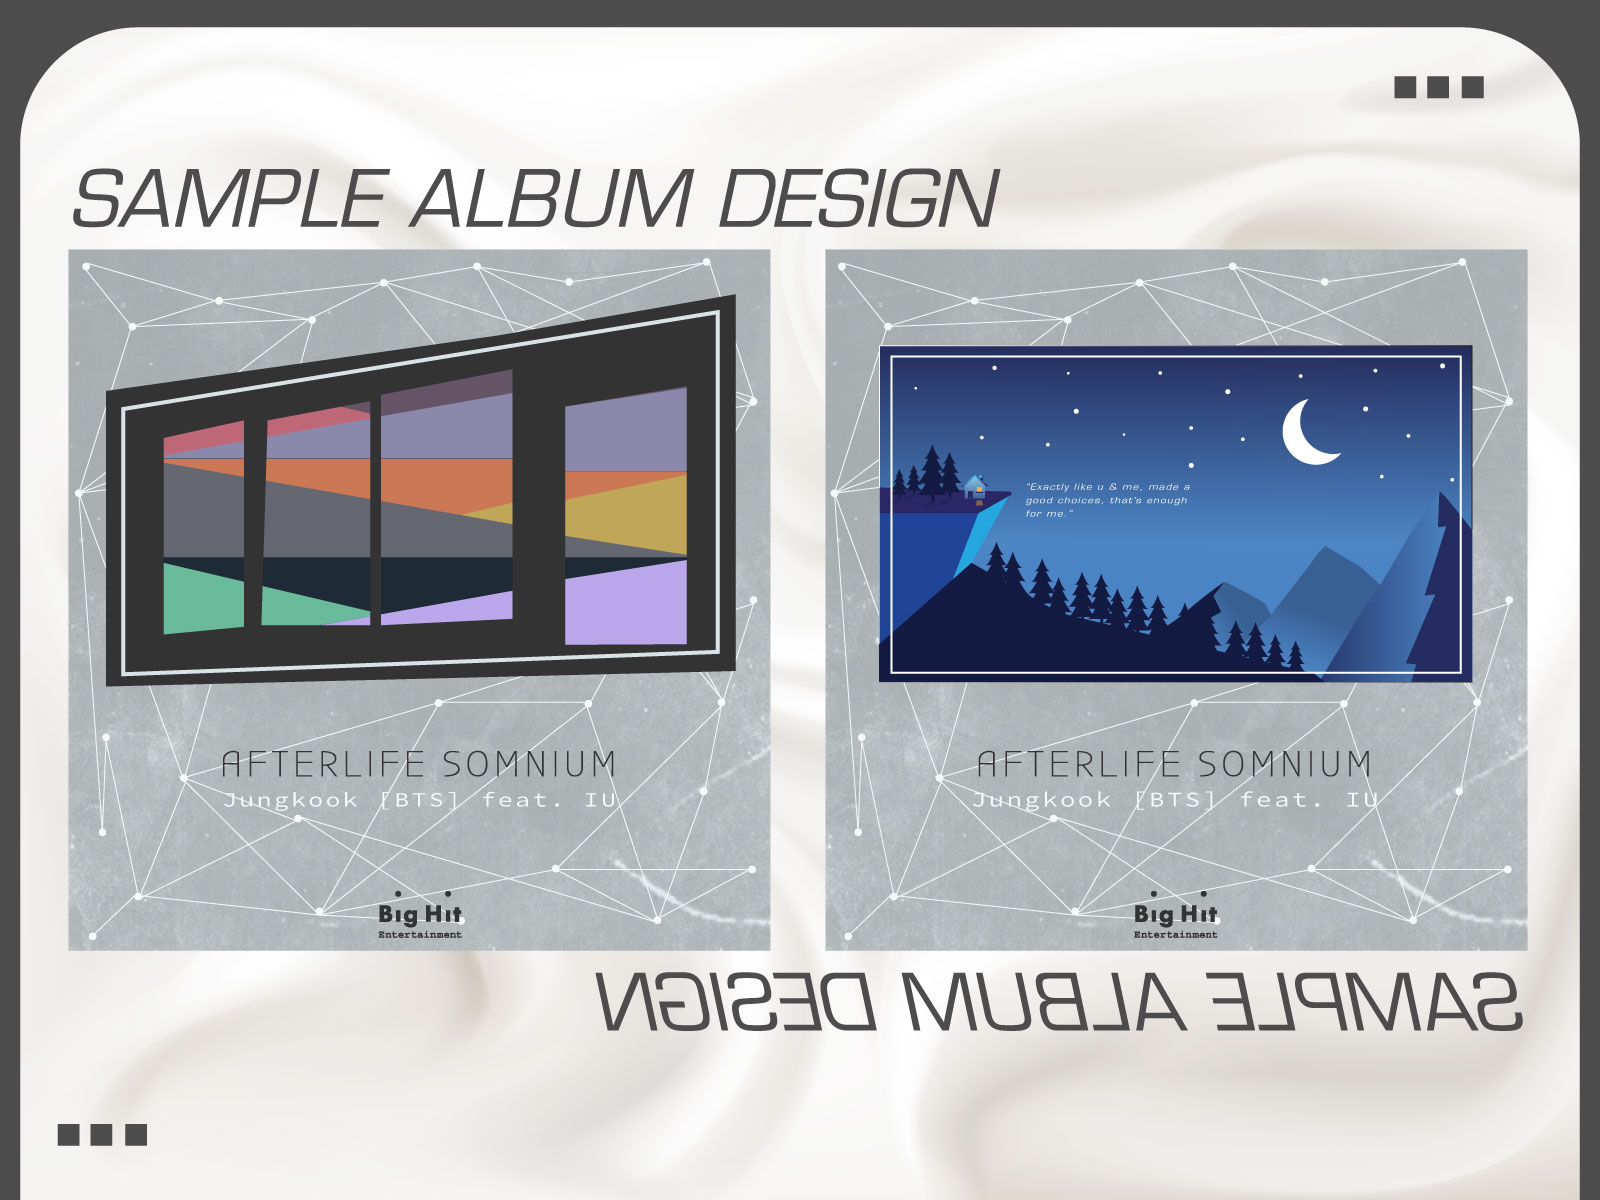 SAMPLE ALBUM DESIGN
AFTERLIFE SOMNIUM
Jungkook [BTS] feat. IU
Big Hit
Entertainment
"Exactly like u & me, made a
good choices, that's enough
for me."
AFTERLIFE SOMNIUM
Jungkook [BTS] feat. IU
Big Hit
Entertainment
SAMPLE ALBUM DESIGN